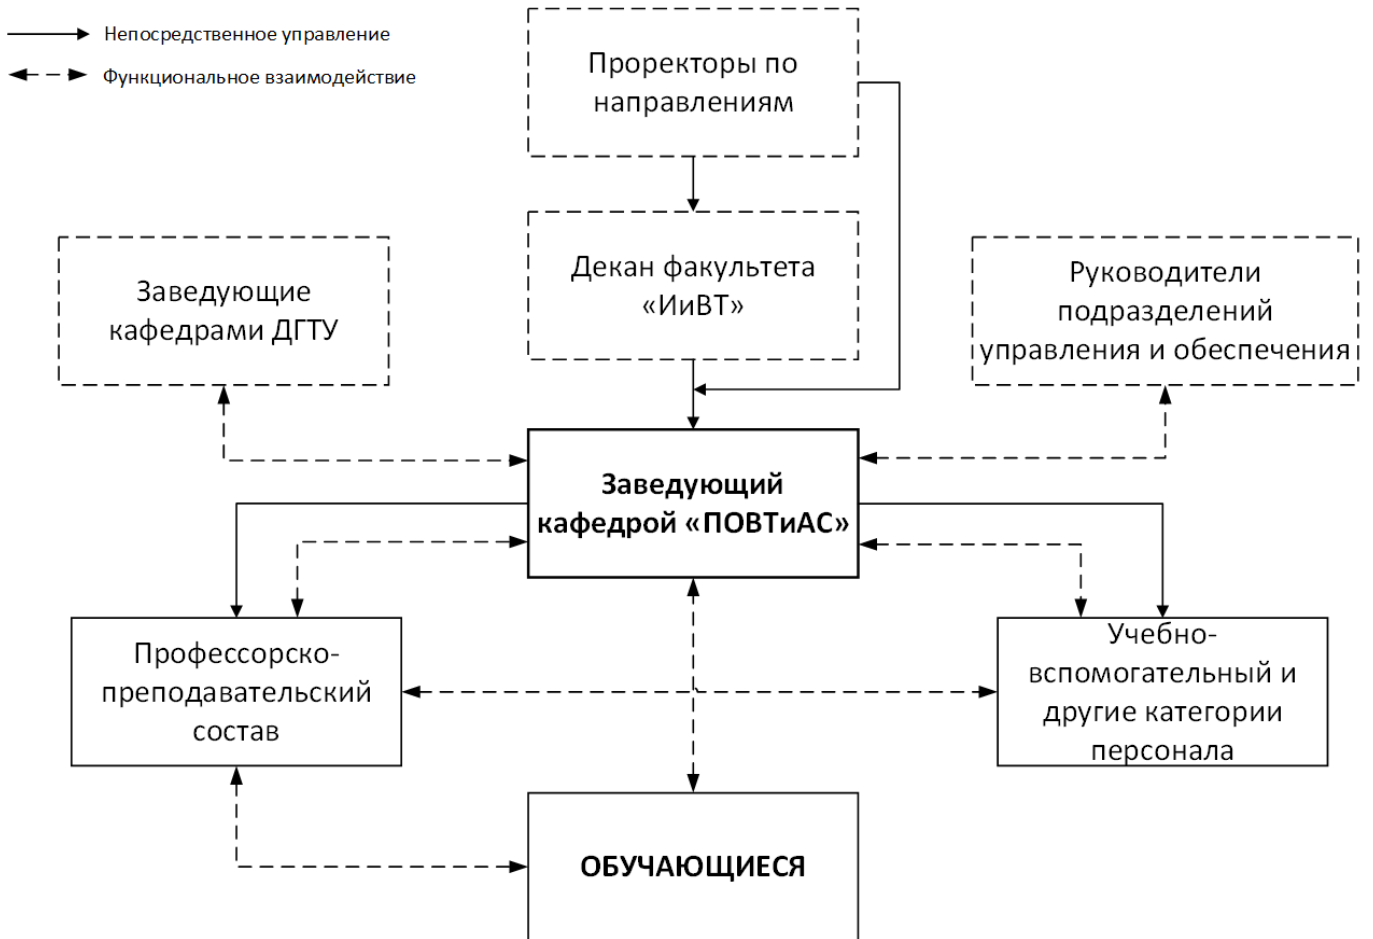 Непосредственное управление
Функциональное взаимодействие
Проректоры по
направлениям
Декан факультета
«ИиВТ»
Заведующие
кафедрами ДГТУ
Руководители
подразделений
управления и обеспечения
Заведующий
кафедрой «ПОВТиАС»
Профессорско-
преподавательский
состав
Учебно-
вспомогательный и
другие категории
персонала
ОБУЧАЮЩИЕСЯ